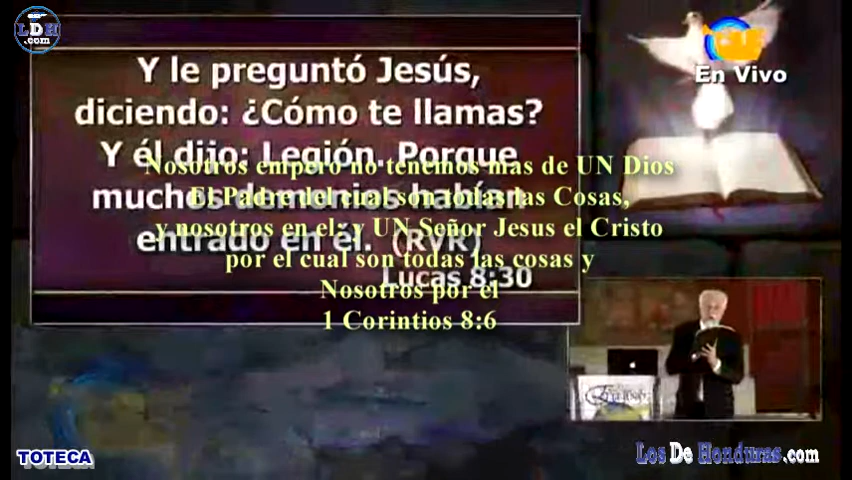 LDH
.com
En Vivo
Y le preguntó Jesús,
diciendo: ¿Cómo te llamas?
Y él dijo: Legión. Porque
muchos demonios habían
entrado en él. (RVR)
Lucas 8:30
Nosotros empero no tenemos mas de UN Dios
El Padre del cual son todas las Cosas,
y nosotros en el: y UN Señor Jesus el Cristo
por el cual son todas las cosas y
Nosotros por el
1 Corintios 8:6
TOTECA
Los De Honduras.com